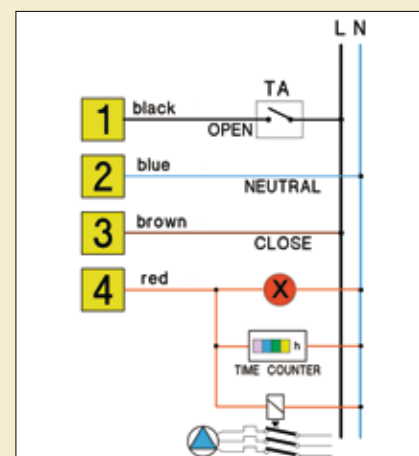 L N
TA
1 black
OPEN
2 blue
NEUTRAL
3 brown
CLOSE
4 red
X
h
TIME COUNTER